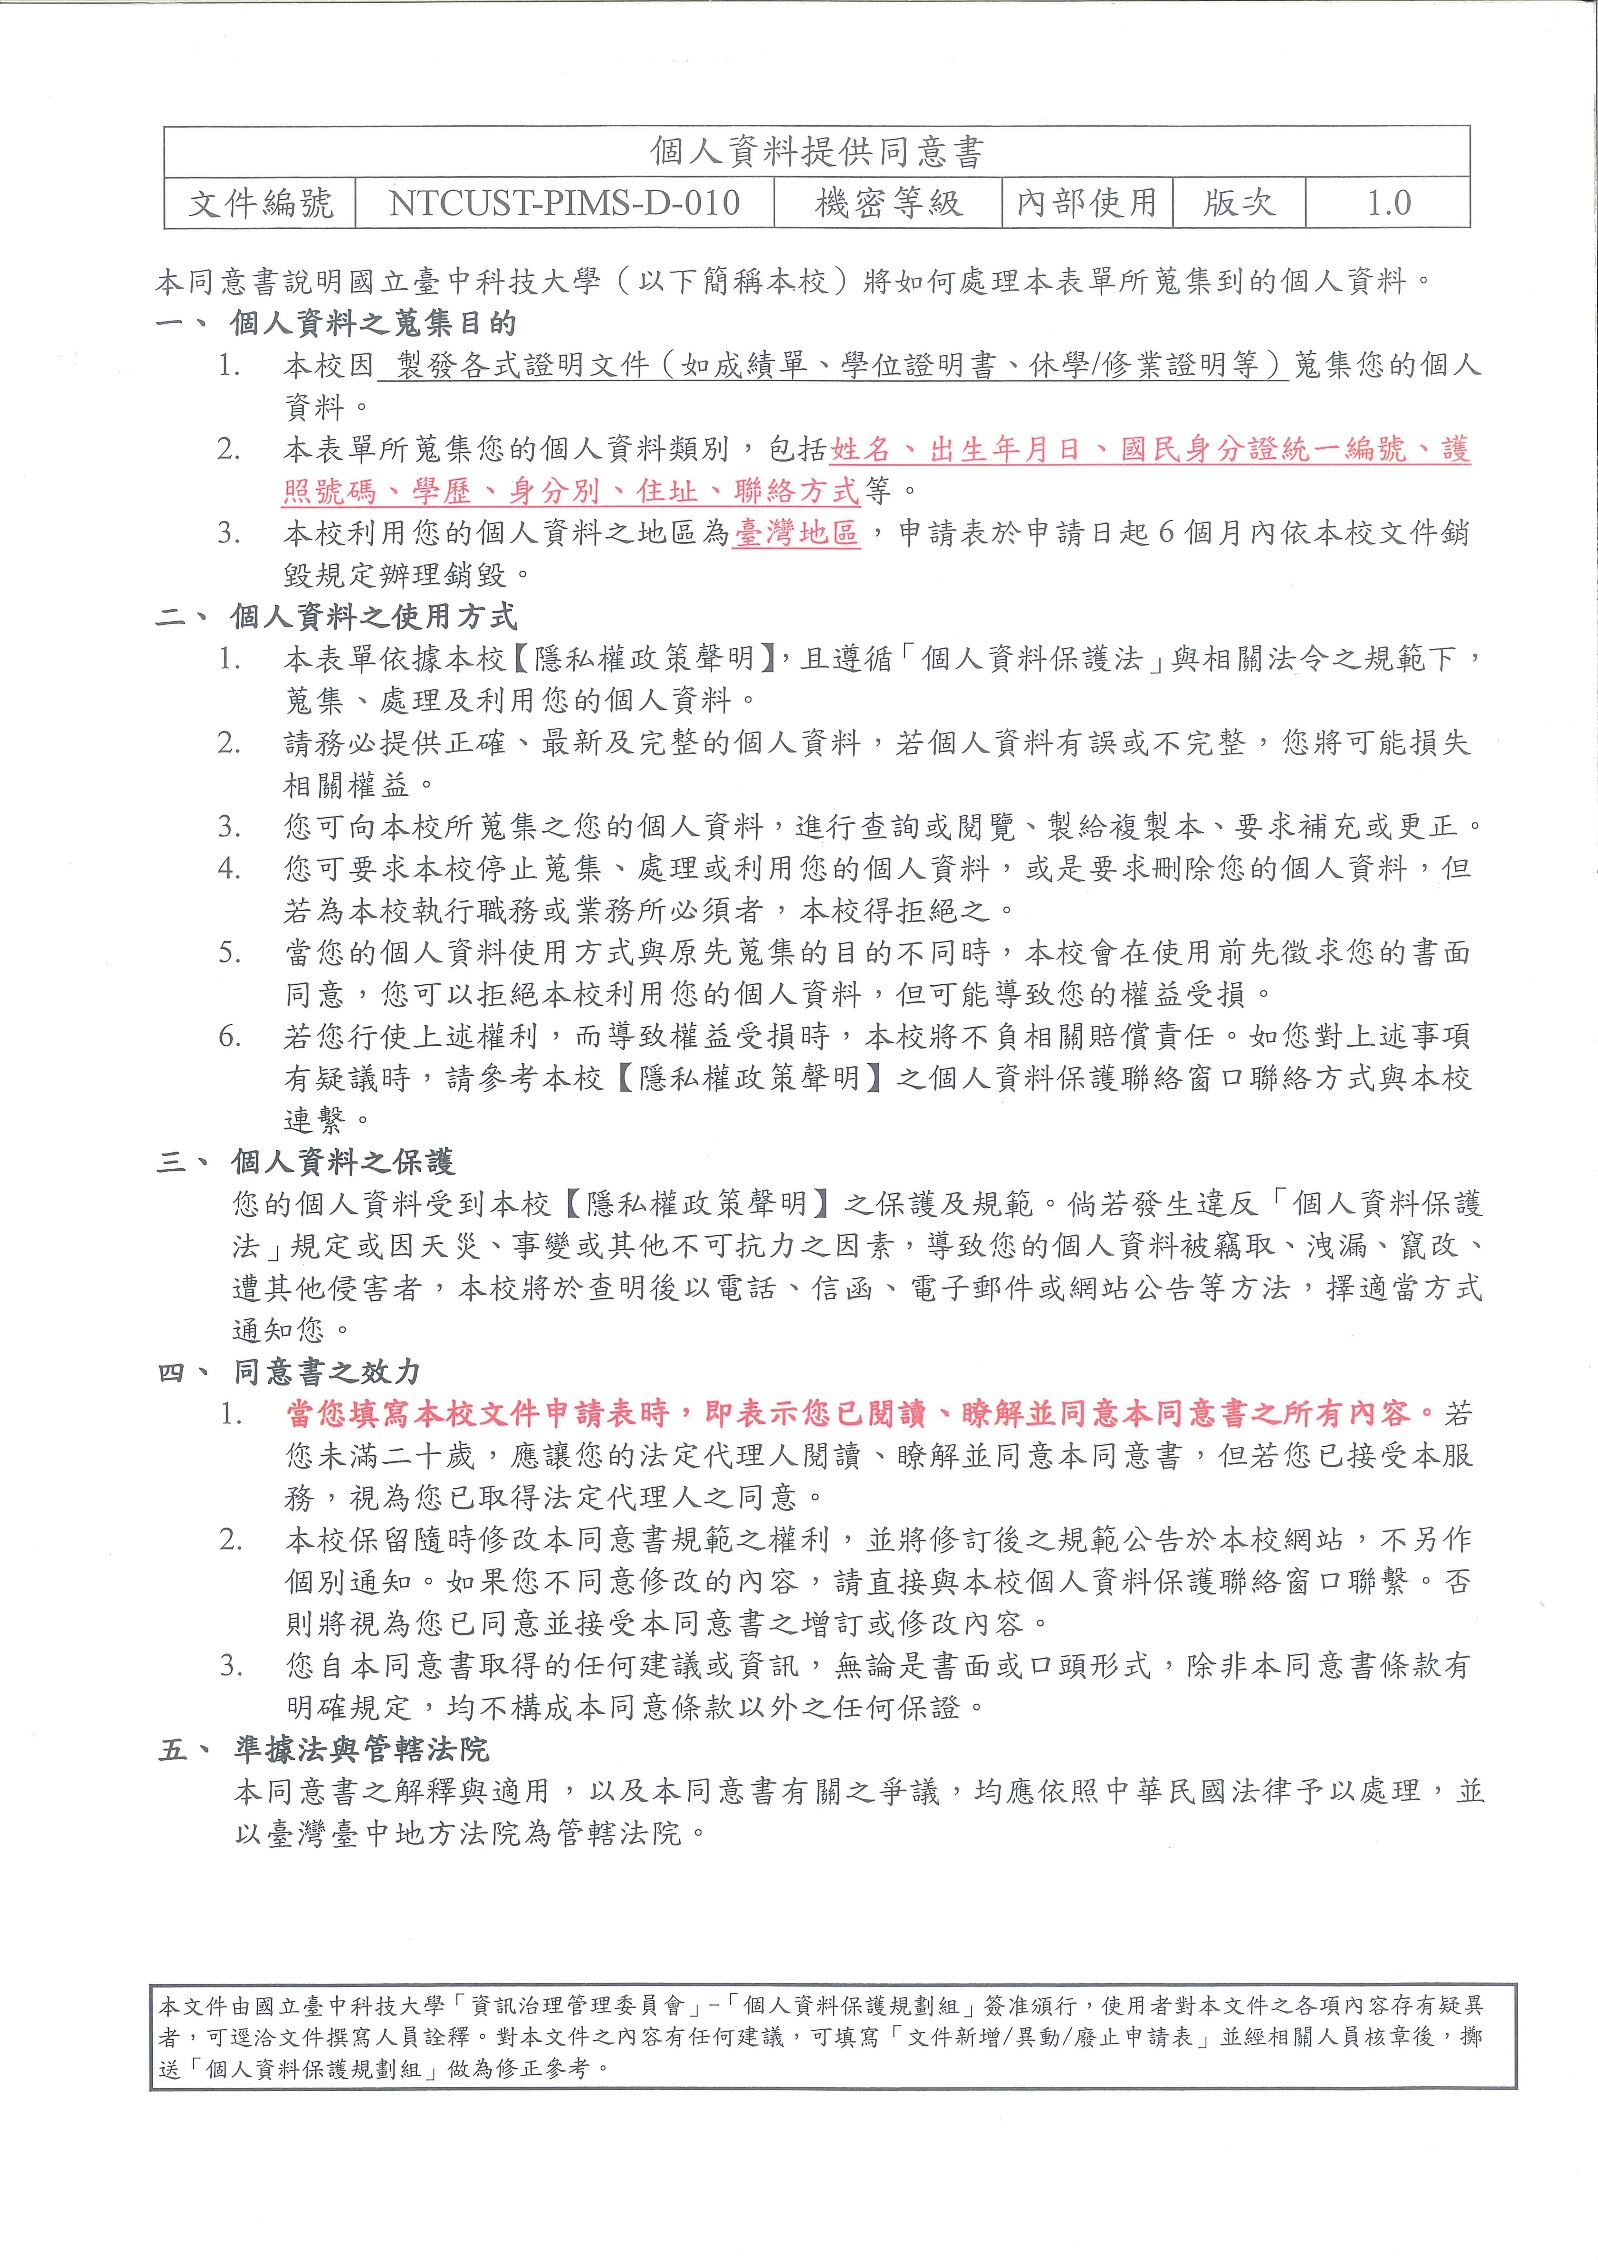 個人資料提供同意書
文件編號 NTCUST-PIMS-D-010 機密等級 內部使用 版次 1.0
本同意書說明國立臺中科技大學（以下簡稱本校）將如何處理本表單所蒐集到的個人資料。
一、 個人資料之蒐集目的
1. 本校因 製發各式證明文件（如成績單、學位證明書、休學/修業證明等）蒐集您的個人
資料。
2. 本表單所蒐集您的個人資料類別，包括姓名、出生年月日、國民身分證統一編號、護
照號碼、學歷、身分別、住址、聯絡方式等。
3. 本校利用您的個人資料之地區為臺灣地區，申請表於申請日起 6 個月內依本校文件銷
毀規定辦理銷毀。
二、 個人資料之使用方式
1. 本表單依據本校【隱私權政策聲明】，且遵循「個人資料保護法」與相關法令之規範下，
蒐集、處理及利用您的個人資料。
2. 請務必提供正確、最新及完整的個人資料，若個人資料有誤或不完整，您將可能損失
相關權益。
3. 您可向本校所蒐集之您的個人資料，進行查詢或閱覽、製給複製本、要求補充或更正。
4. 您可要求本校停止蒐集、處理或利用您的個人資料，或是要求刪除您的個人資料，但
若為本校執行職務或業務所必須者，本校得拒絕之。
5. 當您的個人資料使用方式與原先蒐集的目的不同時，本校會在使用前先徵求您的書面
同意，您可以拒絕本校利用您的個人資料，但可能導致您的權益受損。
6. 若您行使上述權利，而導致權益受損時，本校將不負相關賠償責任。如您對上述事項
有疑議時，請參考本校【隱私權政策聲明】之個人資料保護聯絡窗口聯絡方式與本校
連繫。
三、 個人資料之保護
您的個人資料受到本校【隱私權政策聲明】之保護及規範。倘若發生違反「個人資料保護
法」規定或因天災、事變或其他不可抗力之因素，導致您的個人資料被竊取、洩漏、竄改、
遭其他侵害者，本校將於查明後以電話、信函、電子郵件或網站公告等方法，擇適當方式
通知您。
四、 同意書之效力
1. 當您填寫本校文件申請表時，即表示您已閱讀、瞭解並同意本同意書之所有內容。若
您未滿二十歲，應讓您的法定代理人閱讀、瞭解並同意本同意書，但若您已接受本服
務，視為您已取得法定代理人之同意。
2. 本校保留隨時修改本同意書規範之權利，並將修訂後之規範公告於本校網站，不另作
個別通知。如果您不同意修改的內容，請直接與本校個人資料保護聯絡窗口聯繫。否
則將視為您已同意並接受本同意書之增訂或修改內容。
3. 您自本同意書取得的任何建議或資訊，無論是書面或口頭形式，除非本同意書條款有
明確規定，均不構成本同意條款以外之任何保證。
五、 準據法與管轄法院
本同意書之解釋與適用，以及本同意書有關之爭議，均應依照中華民國法律予以處理，並
以臺灣臺中地方法院為管轄法院。
本文件由國立臺中科技大學「資訊治理管理委員會」-「個人資料保護規劃組」簽准頒行，使用者對本文件之各項內容存有疑異
者，可逕洽文件撰寫人員詮釋。對本文件之內容有任何建議，可填寫「文件新增/異動/廢止申請表」並經相關人員核章後，擲
送「個人資料保護規劃組」做為修正參考。